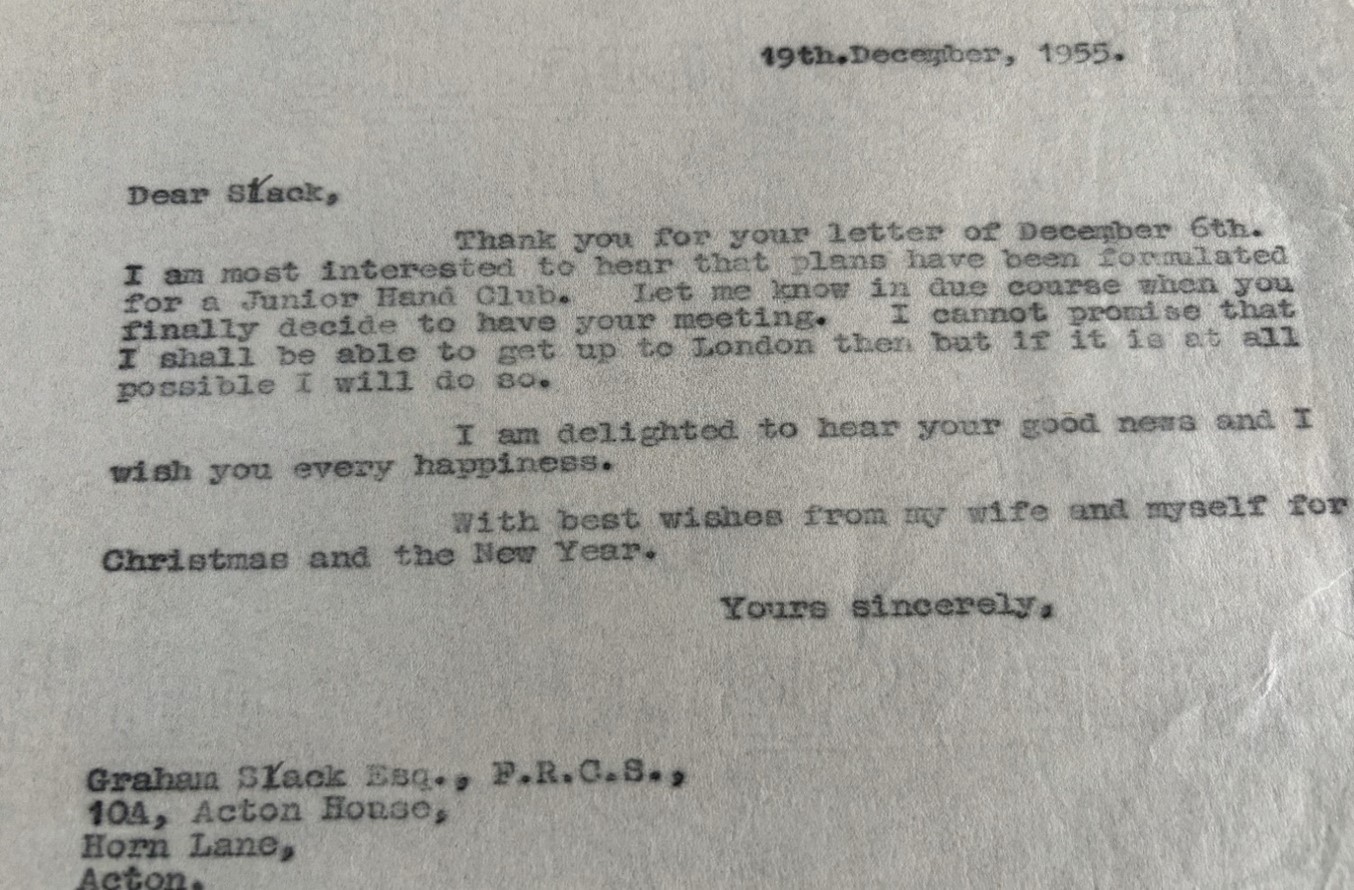 19th.December, 1955.
Dear Stack,
Thank you for your letter of December 6th.
I am most interested to hear that plans have been formulated
for a Junior Hand Club. Let me know in due course when you
finally decide to have your meeting. I cannot promise that
I shall be able to get up to London then but if it is at all
possible I will do so.
I am delighted to hear your good news and I
wish you every happiness.
With best wishes from my wife and myself for
Christmas and the New Year.
Yours sincerely,
Graham Stack Esq., F.R.C.S.,
10A, Acton House,
Horn Lane,
Acton.